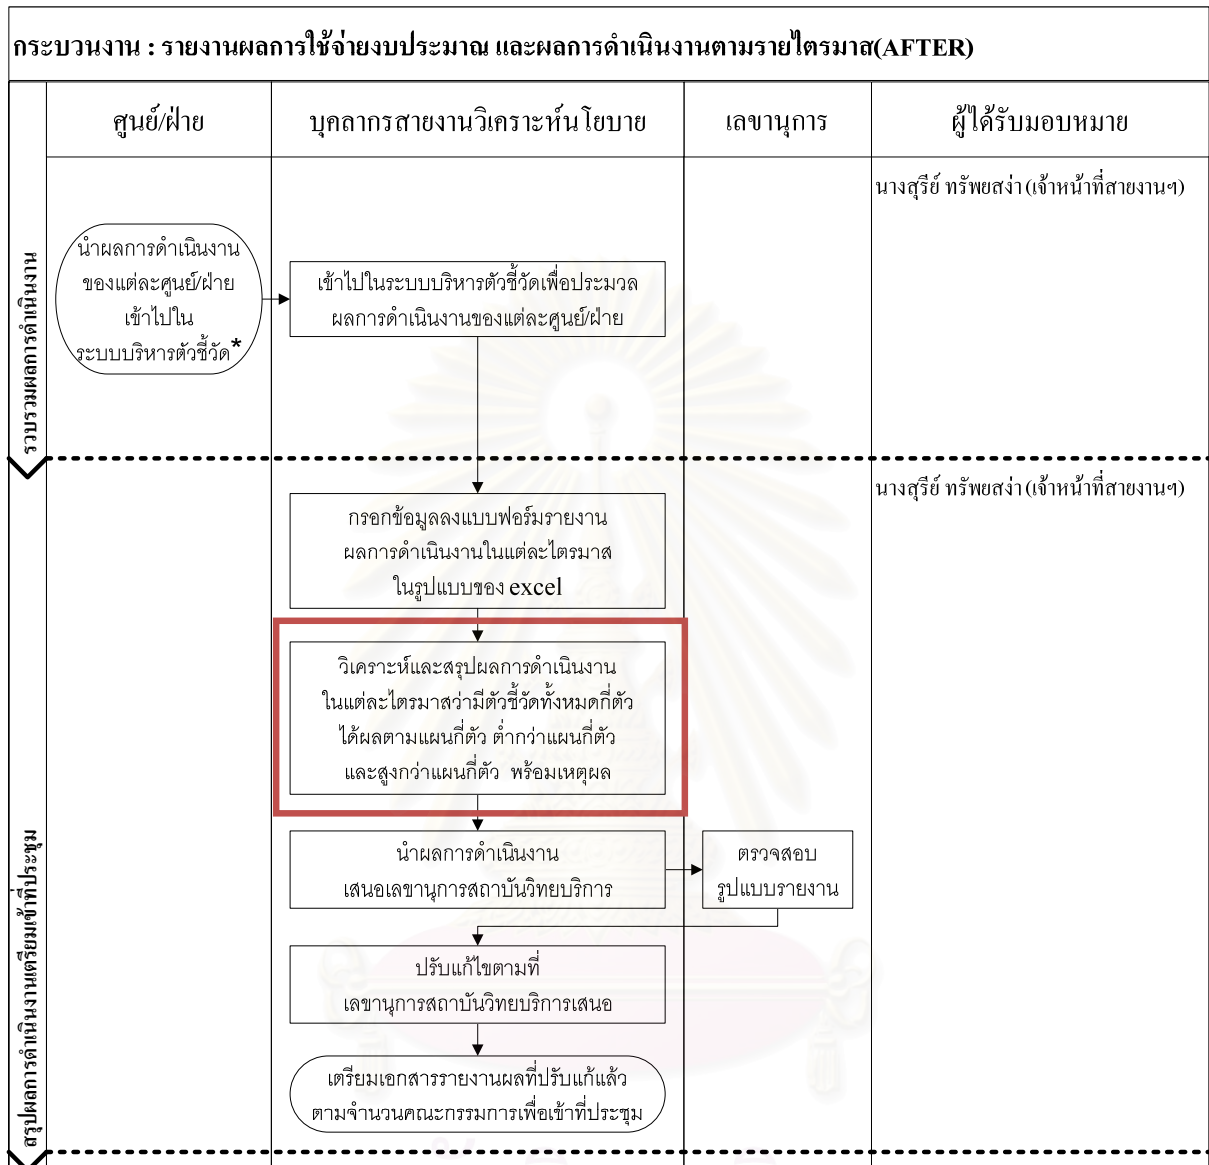 กระบวนงาน : รายงานผลการใช้จ่ายงบประมาณ และผลการดำเนินงานตามรายไตรมาส(AFTER)
ศูนย์/ฝ่าย
บุคลากรสายงานวิเคราะห์นโยบาย
เลขานุการ
ผู้ได้รับมอบหมาย
รวบรวมผลการดำเนินงาน
นางสุรีย์ ทรัพยสง่า (เจ้าหน้าที่สายงานฯ)
นำผลการดำเนินงาน
ของแต่ละศูนย์/ฝ่าย
เข้าไปใน
ระบบบริหารตัวชี้วัด*
เข้าไปในระบบบริหารตัวชี้วัดเพื่อประมวล
ผลการดำเนินงานของแต่ละศูนย์/ฝ่าย
สรุปผลการดำเนินงานเตรียมเข้าที่ประชุม
นางสุรีย์ ทรัพยสง่า (เจ้าหน้าที่สายงานฯ)
กรอกข้อมูลลงแบบฟอร์มรายงาน
ผลการดำเนินงานในแต่ละไตรมาส
ในรูปแบบของ excel
วิเคราะห์และสรุปผลการดำเนินงาน
ในแต่ละไตรมาสว่ามีตัวชี้วัดทั้งหมดกี่ตัว
ได้ผลตามแผนกี่ตัว ต่ำกว่าแผนกี่ตัว
และสูงกว่าแผนกี่ตัว พร้อมเหตุผล
นำผลการดำเนินงาน
เสนอเลขานุการสถาบันวิทยบริการ
ตรวจสอบ
รูปแบบรายงาน
ปรับแก้ไขตามที่
เลขานุการสถาบันวิทยบริการเสนอ
เตรียมเอกสารรายงานผลที่ปรับแก้แล้ว
ตามจำนวนคณะกรรมการเพื่อเข้าที่ประชุม